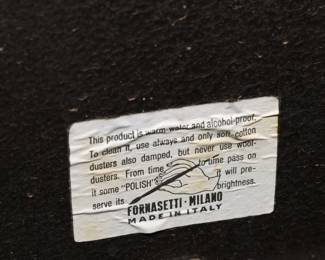 This product is warm-water and alcohol-proof.
To clean it, use always and only soft-cotton
dusters also damped, but never use wool-
dusters. From time to time pass on
it some "POLISH" it will pre-
serve its brightness.
FORNASETTI - MILANO
MADE IN ITALY